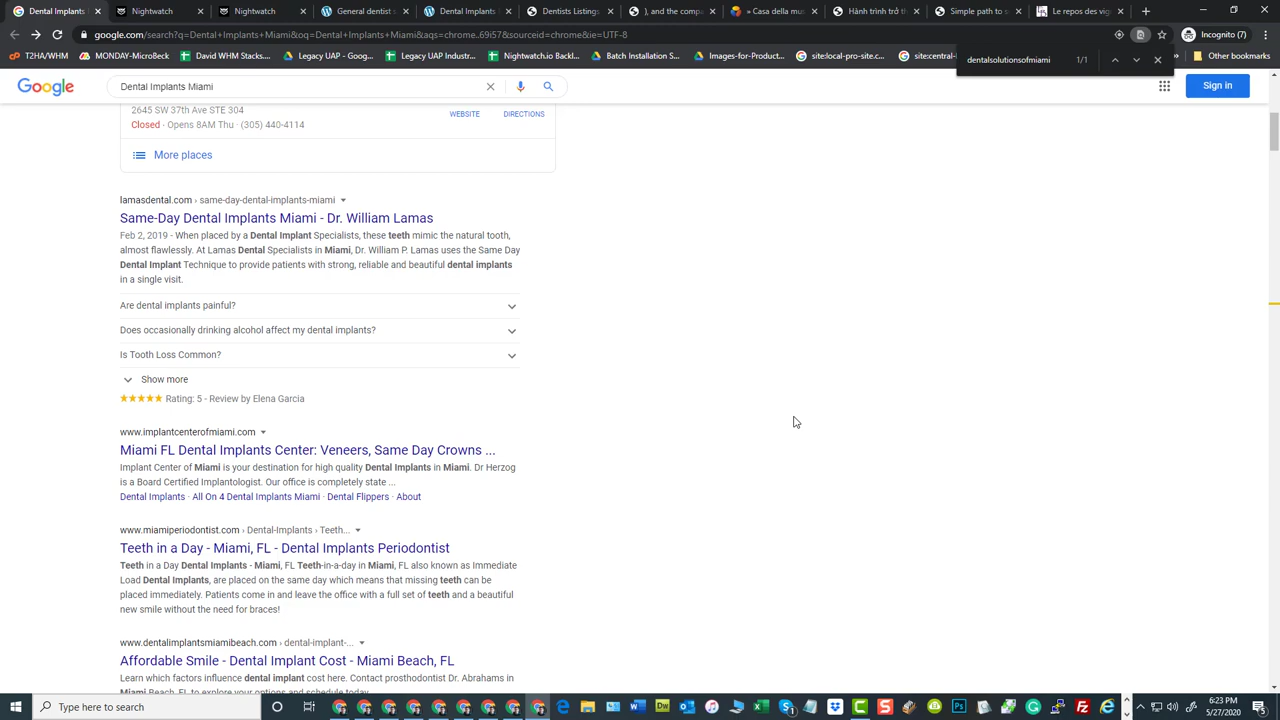 Dental Implants Miami
Dental Implants
Dentists Listings
), and the comp
« Casa della mu
Hành trình trở th
Simple path to s
Le repos des vig
google.com/search?q=Dental+Implants+Miami&oq=Dental+Implants+Miami&aqs=chrome..69i57&sourceid=chrome&ie=UTF-8
Incognito (7)
T2HA/WHM
MONDAY-MicroBeck
David WHM Stacks....
Legacy UAP - Goog...
Legacy UAP Industr...
Nightwatch.io Backl...
Batch Installation S...
Images-for-Product...
sitelocal-pro-site.c...
sitecentral-
dentalsolutionsofmiami
1/1
Google
Dental Implants Miami
Sign in
2645 SW 37th Ave STE 304
Closed · Opens 8AM Thu · (305) 440-4114
WEBSITE
DIRECTIONS
More places
lamasdental.com › same-day-dental-implants-miami
Same-Day Dental Implants Miami - Dr. William Lamas
Feb 2, 2019 - When placed by a Dental Implant Specialists, these teeth mimic the natural tooth,
almost flawlessly. At Lamas Dental Specialists in Miami, Dr. William P. Lamas uses the Same Day
Dental Implant Technique to provide patients with strong, reliable and beautiful dental implants
in a single visit.
Are dental implants painful?
Does occasionally drinking alcohol affect my dental implants?
Is Tooth Loss Common?
Show more
Rating: 5 - Review by Elena Garcia
www.implantcenterofmiami.com
Miami FL Dental Implants Center: Veneers, Same Day Crowns ...
Implant Center of Miami is your destination for high quality Dental Implants in Miami. Dr Herzog
is a Board Certified Implantologist. Our office is completely state ...
Dental Implants · All On 4 Dental Implants Miami · Dental Flippers · About
www.miamiperiodontist.com › Dental-Implants › Teeth...
Teeth in a Day - Miami, FL - Dental Implants Periodontist
Teeth in a Day Dental Implants - Miami, FL Teeth-in-a-day in Miami, FL also known as Immediate
Load Dental Implants, are placed on the same day which means that missing teeth can be
placed immediately. Patients come in and leave the office with a full set of teeth and a beautiful
new smile without the need for braces!
www.dentalimplantsmiamibeach.com › dental-implant-...
Affordable Smile - Dental Implant Cost - Miami Beach, FL
Learn which factors influence dental implant cost here. Contact prosthodontist Dr. Abrahams in
Miami Beach, FL to explore your options and schedule today.
Type here to search
6:23 PM
5/27/2020